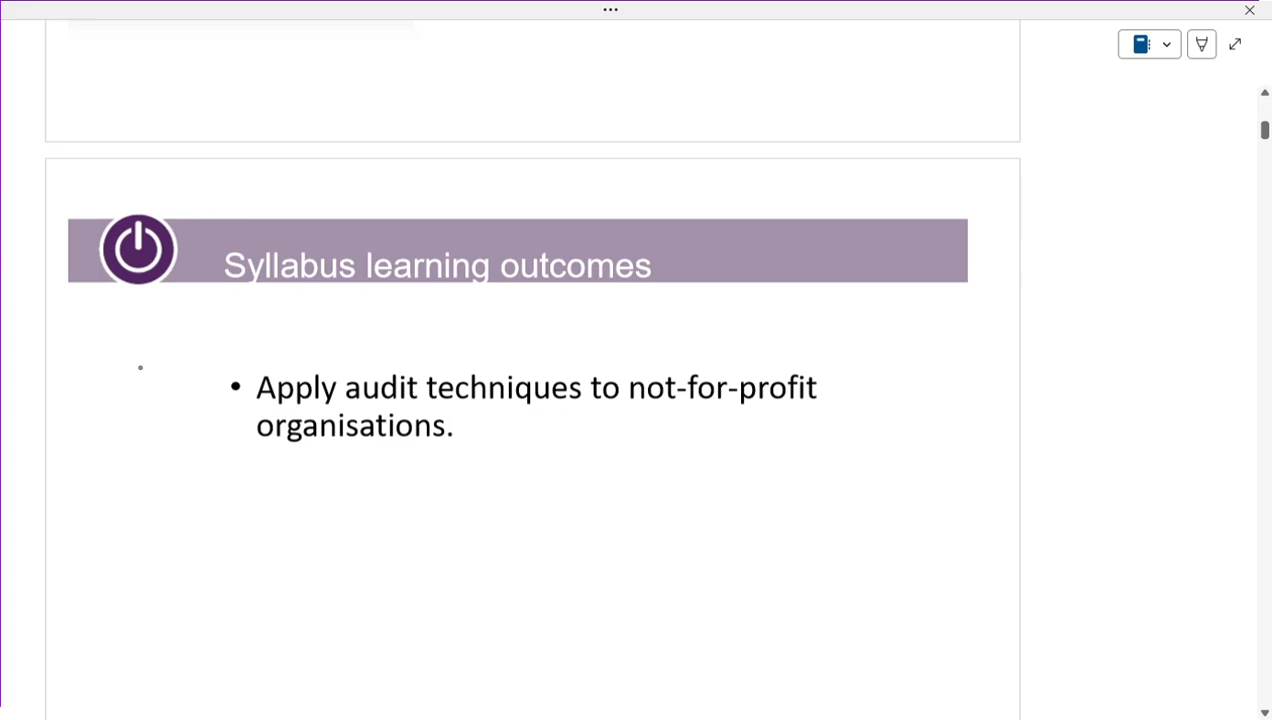 Syllabus learning outcomes
• Apply audit techniques to not-for-profit
organisations.